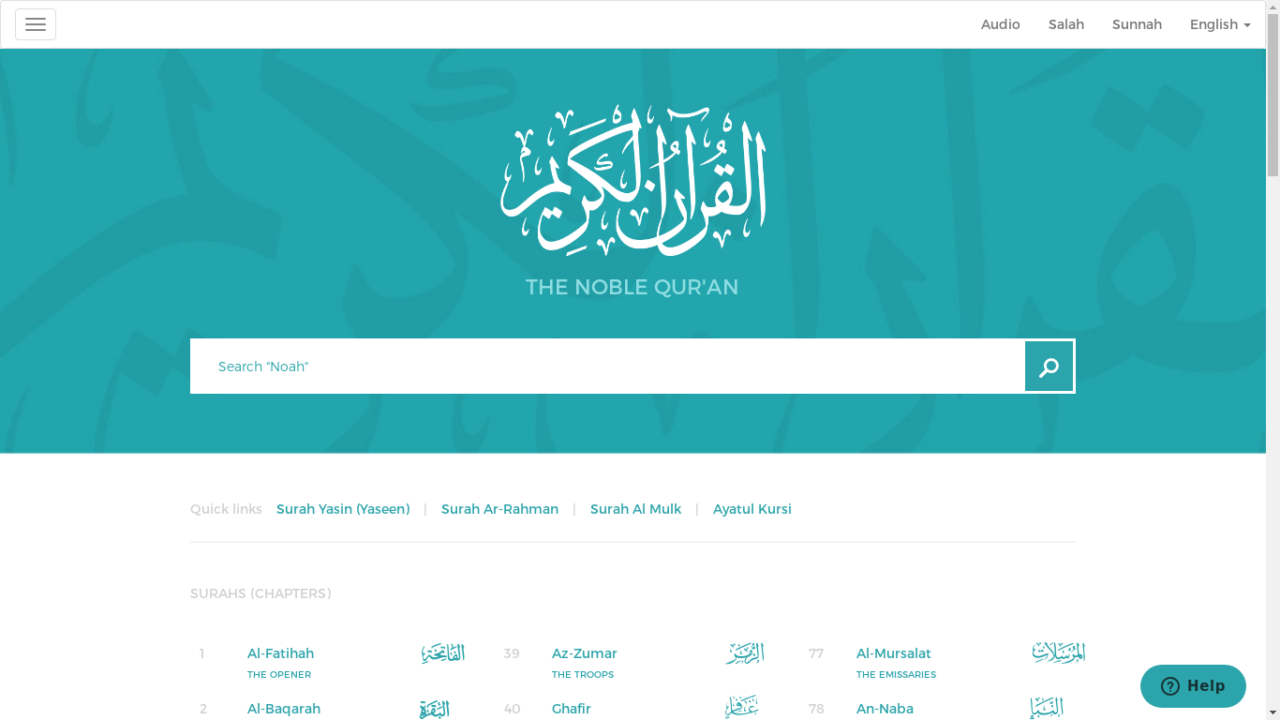 Audio Salah Sunnah English
القرآن الكريم
THE NOBLE QUR'AN
Search "Noah"
Quick links Surah Yasin (Yaseen) | Surah Ar-Rahman | Surah Al Mulk | Ayatul Kursi
SURAHS (CHAPTERS)
1 Al-Fatihah الفاتحة 39 Az-Zumar الزمر 77 Al-Mursalat المرسلات
THE OPENER THE TROOPS THE EMISSARIES
2 Al-Baqarah البقرة 40 Ghafir غافر 78 An-Naba النبإ
Help